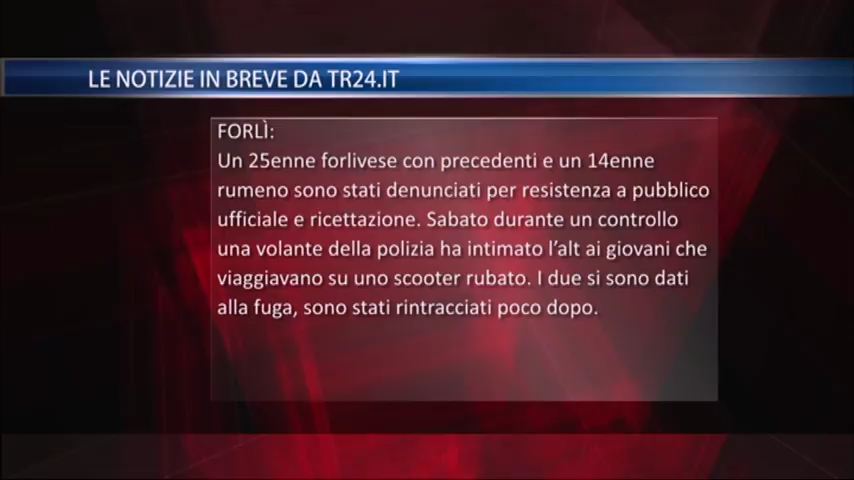 LE NOTIZIE IN BREVE DA TR24.IT
FORLÌ:
Un 25enne forlivese con precedenti e un 14enne
rumeno sono stati denunciati per resistenza a pubblico
ufficiale e ricettazione. Sabato durante un controllo
una volante della polizia ha intimato l'alt ai giovani che
viaggiavano su uno scooter rubato. I due si sono dati
alla fuga, sono stati rintracciati poco dopo.